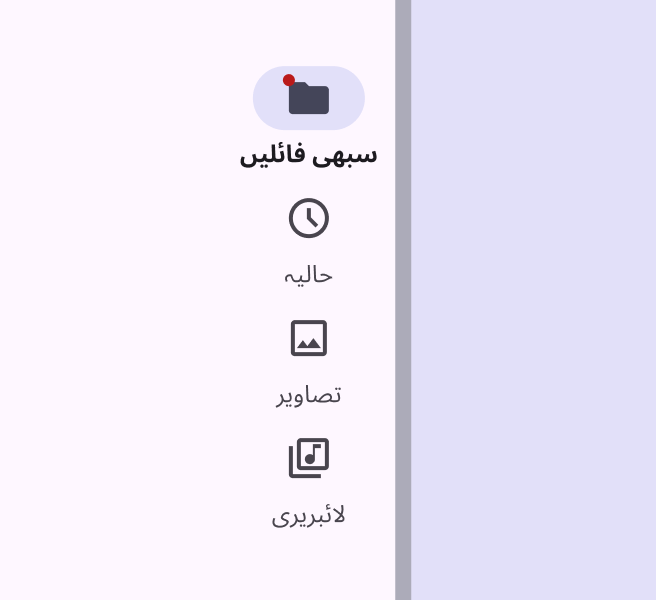 سبھی فائلیں
حالیہ
تصاویر
لائبریری